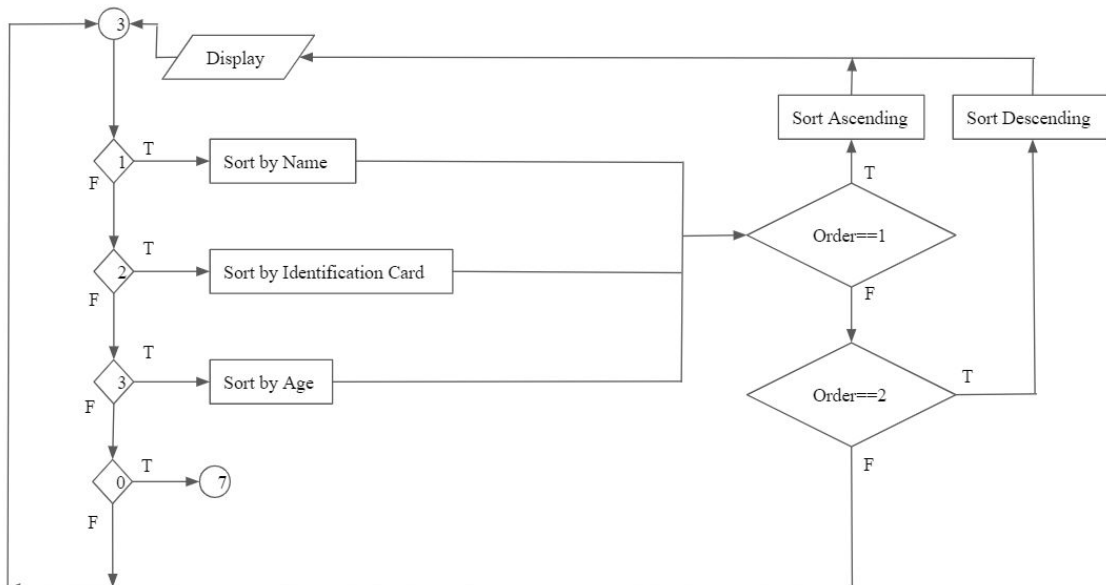 3
Display
Sort Ascending
Sort Descending
1
T
Sort by Name
F
T
Order==1
2
T
Sort by Identification Card
F
F
3
T
Sort by Age
F
Order==2
T
0
T
7
F
F